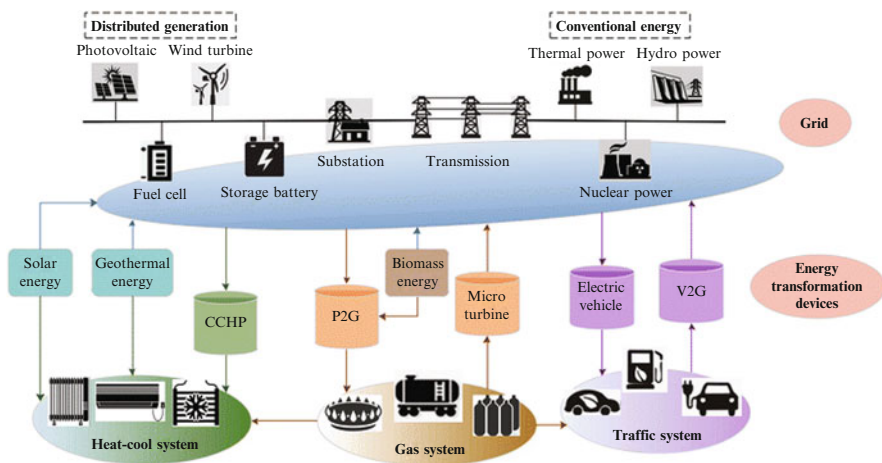 Distributed generation
Conventional energy
Photovoltaic
Wind turbine
Thermal power
Hydro power
Grid
Substation
Transmission
Fuel cell
Storage battery
Nuclear power
Solar
energy
Geothermal
energy
Biomass
energy
CCHP
P2G
Micro
turbine
Electric
vehicle
V2G
Energy
transformation
devices
Heat-cool system
Gas system
Traffic system